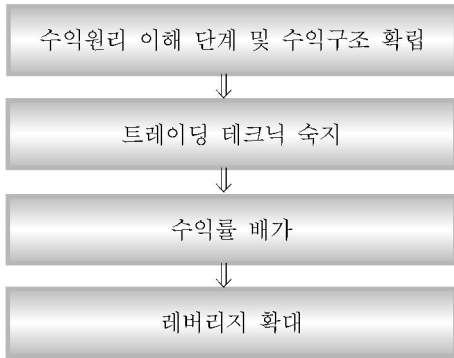 수익원리 이해 단계 및 수익구조 확립
⇓
트레이딩 테크닉 숙지
⇓
수익률 배가
⇓
레버리지 확대